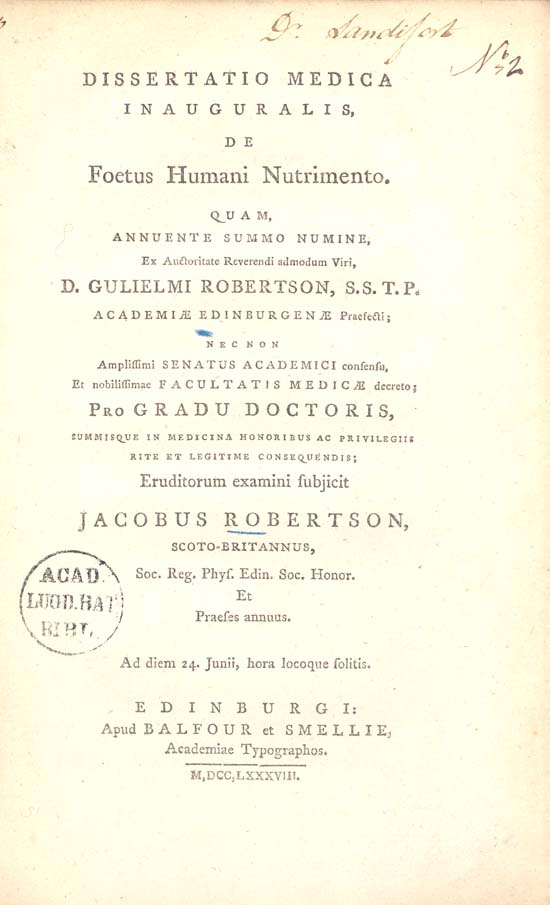 Dr. Sandifort
No 2
DISSERTATIO MEDICA
INAUGURALIS,
DE
Foetus Humani Nutrimento.
QUAM,
ANNUENTE SUMMO NUMINE,
Ex Auctoritate Reverendi admodum Viri,
D. GULIELMI ROBERTSON, S.S.T.P.
ACADEMIÆ EDINBURGENÆ Praefecti;
NECNON
Ampliſſimi SENATUS ACADEMICI conſenſu,
Et nobiliſſimae FACULTATIS MEDICÆ decreto;
PRO GRADU DOCTORIS,
SUMMISQUE IN MEDICINA HONORIBUS AC PRIVILEGIIS
RITE ET LEGITIME CONSEQUENDIS;
Eruditorum examini ſubjicit
JACOBUS ROBERTSON,
SCOTO-BRITANNUS,
Soc. Reg. Phyſ. Edin. Soc. Honor.
Et
Praeſes annuus.
ACAD.
LUGD. BAT
BIBL.
Ad diem 24. Junii, hora locoque ſolitis.
EDINBURGI:
Apud BALFOUR et SMELLIE,
Academiae Typographos.
M,DCC,LXXXVIII.